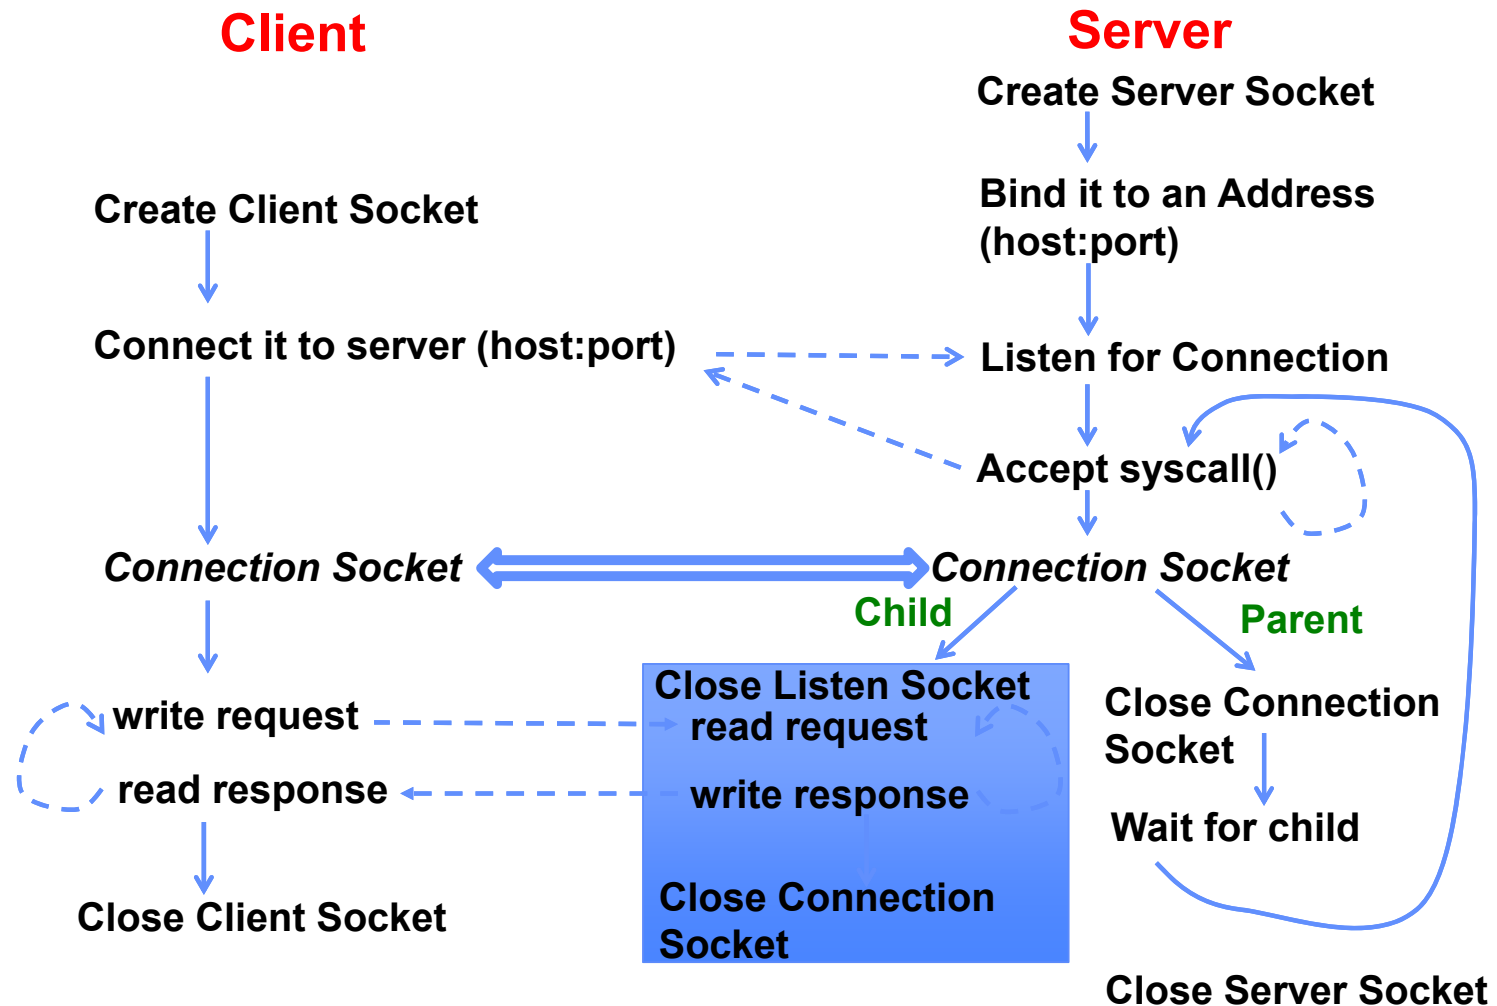 Client
Server
Create Server Socket
Bind it to an Address
(host:port)
Create Client Socket
Connect it to server (host:port)
Listen for Connection
Accept syscall()
Connection Socket
Connection Socket
Child
Parent
Close Listen Socket
read request
write request
Close Connection
Socket
read response
write response
Wait for child
Close Client Socket
Close Connection
Socket
Close Server Socket